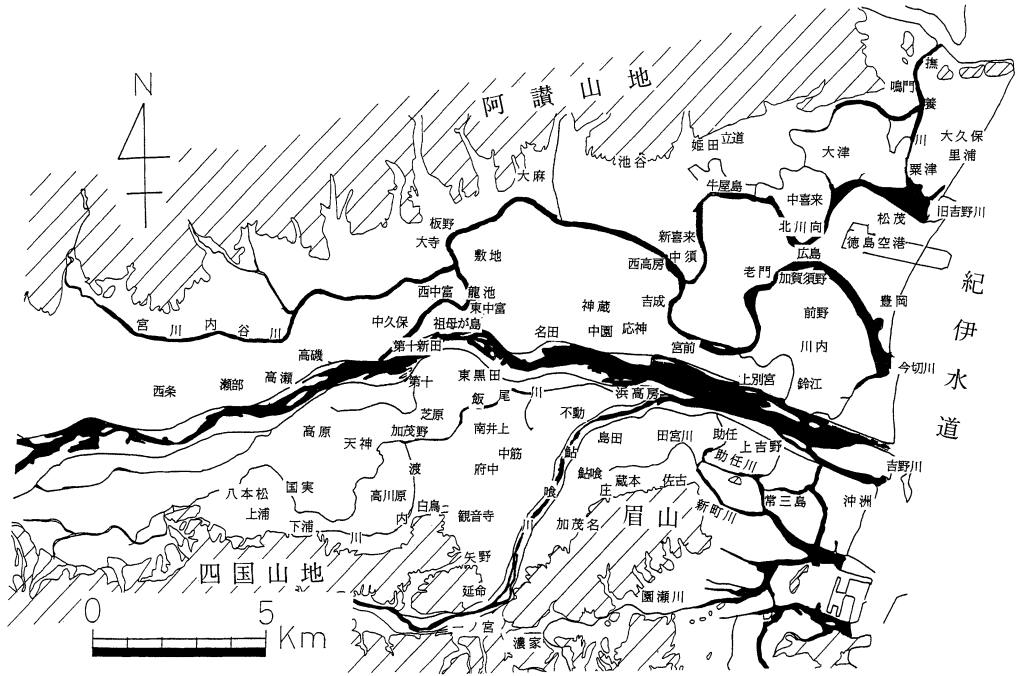 N
阿讃山地
撫養川
鳴門
大久保
里浦
粟津
大津
立道
姫田
池谷
大麻
牛屋島
中喜来
松茂
旧吉野川
北川向
徳島空港
広島
板野
大寺
新喜来
中須
西高房
老門
加賀須野
敷地
豊岡
紀伊水道
西中富
龍池
東中富
吉成
神蔵
前野
宮川内谷川
中久保
祖母が島
名田
中園
応神
第十新田
宮前
川内
高磯
今切川
西条
瀬部
高瀬
第十
東黒田
上別宮
鈴江
飯尾川
浜高房
芝原
不動
高原
天神
加茂野
南井上
島田
田宮川
助任
上吉野
中筋
鮎喰川
助任川
吉野川
渡内川
府中
鮎喰
蔵本
佐古
八本松
国実
高川原
庄
常三島
沖洲
上浦
白鳥
観音寺
眉山
新町川
下浦
加茂名
矢野
四国山地
延命
園瀬川
0 5
Km
一ノ宮
濃家